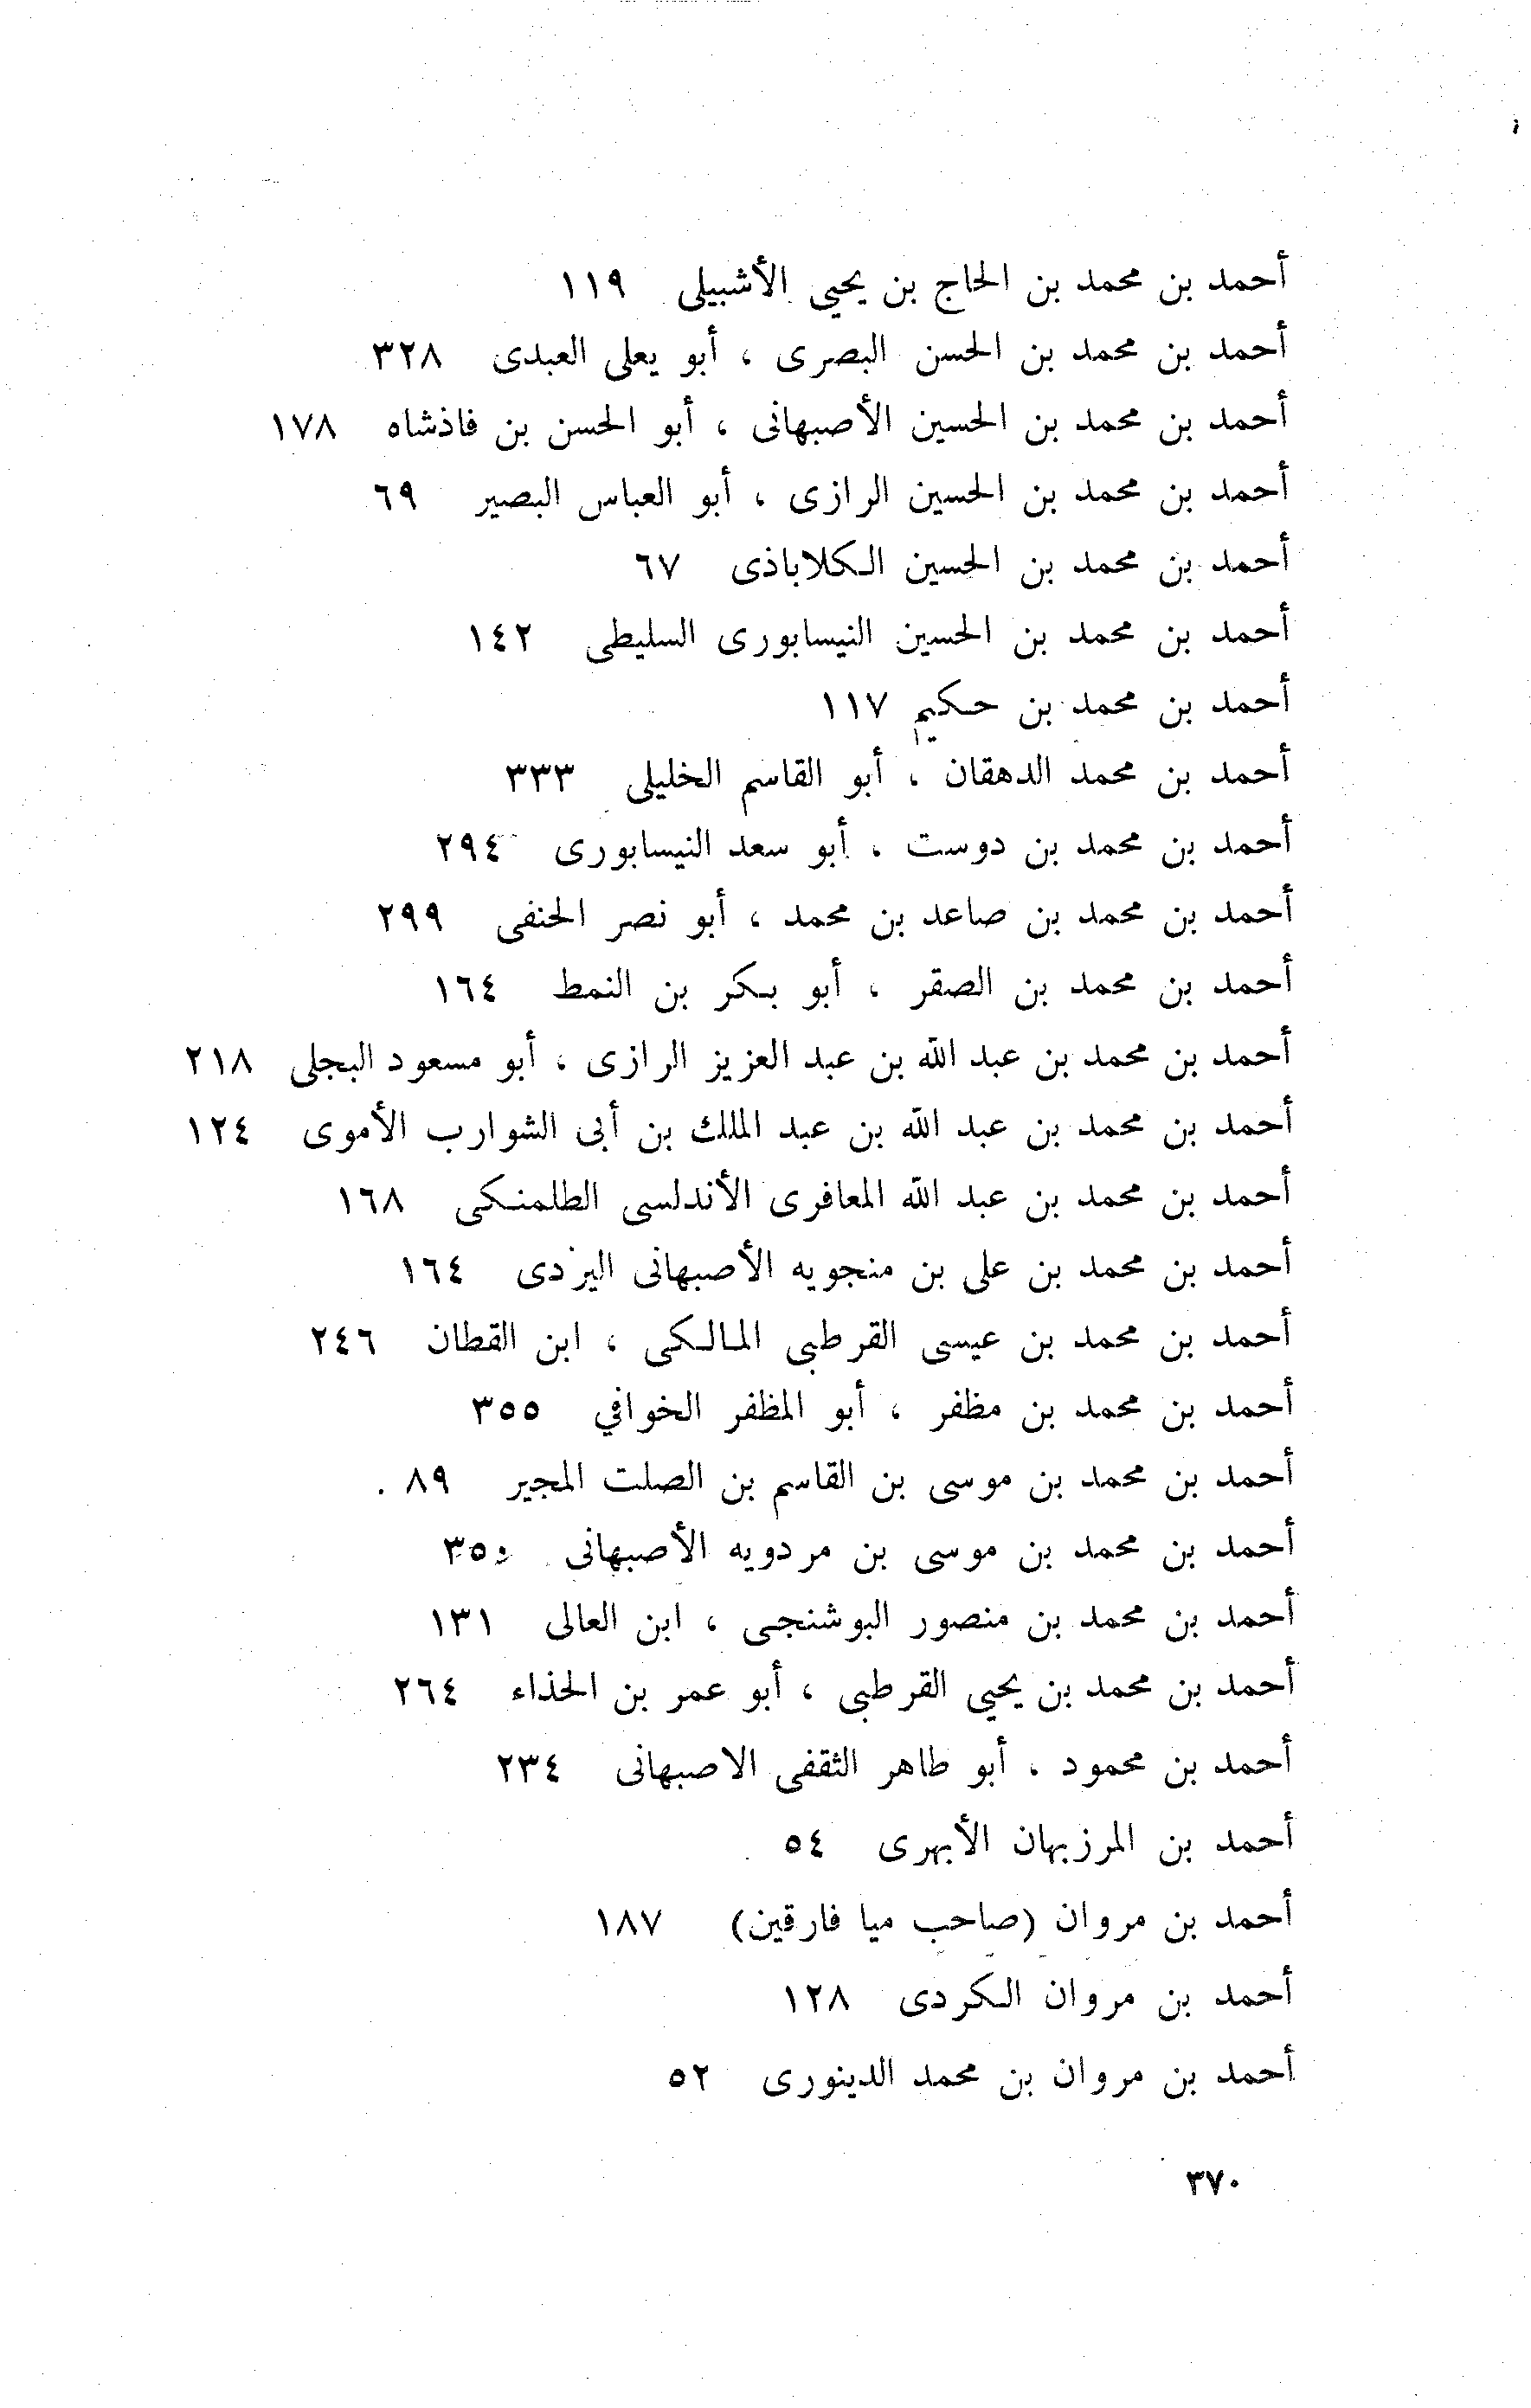 أحمد بن محمد بن الحاج بن يحيى الأشبيلى ١١٩
أحمد بن محمد بن الحسن البصرى ، أبو يعلى العبدى ٣٢٨
أحمد بن محمد بن الحسين الأصبهانى ، أبو الحسن بن فاذشاه ١٧٨
أحمد بن محمد بن الحسين الرازى ، أبو العباس البصير ٦٩
أحمد بن محمد بن الحسين الكلاباذى ٦٧
أحمد بن محمد بن الحسين النيسابورى السليطى ١٤٢
أحمد بن محمد بن حكيم ١١٧
أحمد بن محمد الدهقان ، أبو القاسم الخليلى ٣٣٣
أحمد بن محمد بن دوست ، أبو سعد النيسابورى ٢٩٤
أحمد بن محمد بن صاعد بن محمد ، أبو نصر الحنفى ٢٩٩
أحمد بن محمد بن الصقر ، أبو بكر بن النمط ١٦٤
أحمد بن محمد بن عبد الله بن عبد العزيز الرازى ، أبو مسعود البجلى ٢١٨
أحمد بن محمد بن عبد الله بن عبد الملك بن أبى الشوارب الأموى ١٢٤
أحمد بن محمد بن عبد الله المعافرى الأندلسى الطلمنكى ١٦٨
أحمد بن محمد بن على بن منجويه الأصبهانى اليزدى ١٦٤
أحمد بن محمد بن عيسى القرطبى المالكى ، ابن القطان ٢٤٦
أحمد بن محمد بن مظفر ، أبو المظفر الخوافي ٣٥٥
أحمد بن محمد بن موسى بن القاسم بن الصلت المجير ٨٩ .
أحمد بن محمد بن موسى بن مردويه الأصبهانى
أحمد بن محمد بن منصور البوشنجى ، ابن العالى ١٣١
أحمد بن محمد بن يحيى القرطبى ، أبو عمر بن الحذاء ٢٦٤
أحمد بن محمود ، أبو طاهر الثقفى الاصبهانى ٢٣٤
أحمد بن المرزبهان الأبهرى ٥٤
أحمد بن مروان (صاحب ميا فارقين) ١٨٧
أحمد بن مروان الكردى ١٢٨
أحمد بن مروان بن محمد الدينورى ٥٢
٣٧٠